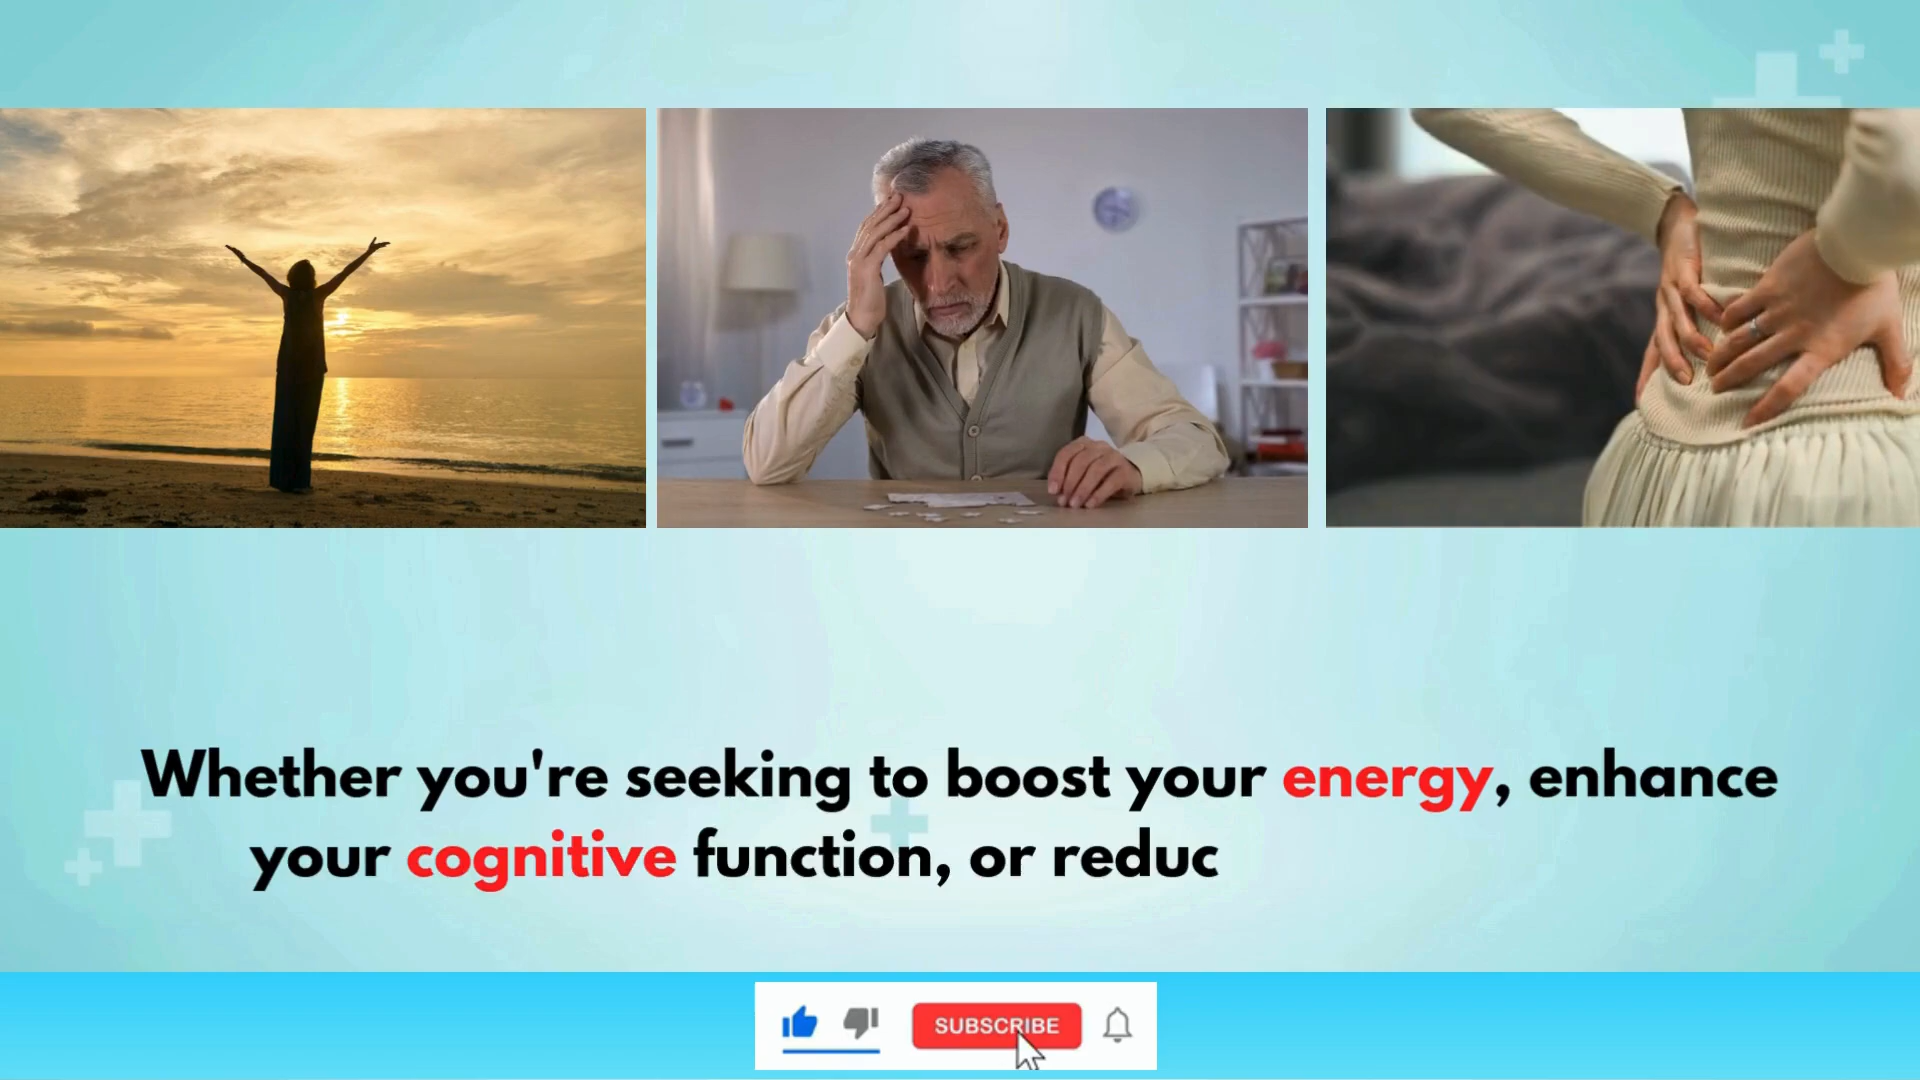 Whether you're seeking to boost your energy, enhance
your cognitive function, or reduc
SUBSCRIBE